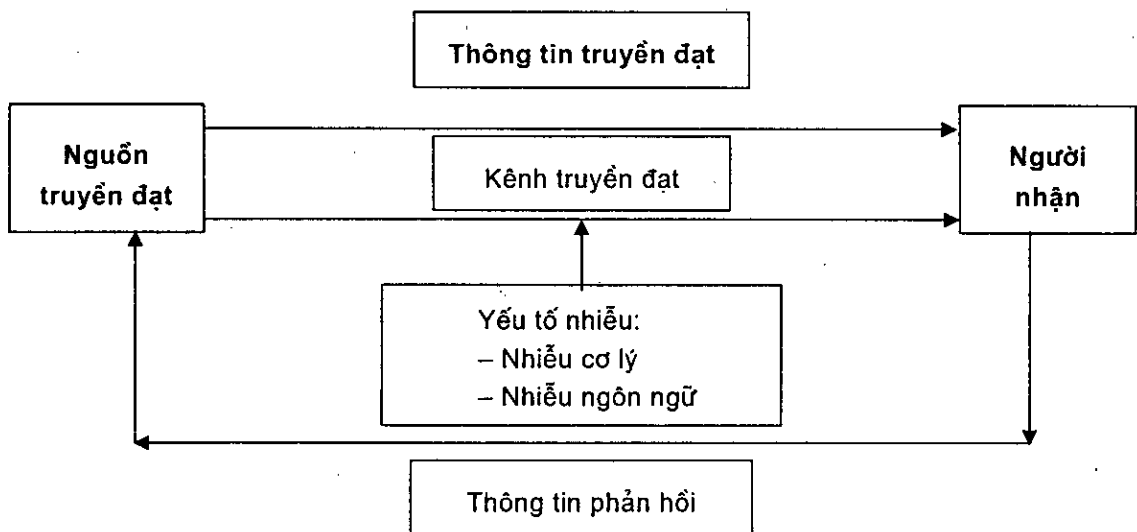 Thông tin truyền đạt
Nguồn
truyền đạt
Kênh truyền đạt
Người
nhận
Yếu tố nhiễu:
– Nhiễu cơ lý
– Nhiễu ngôn ngữ
Thông tin phản hồi